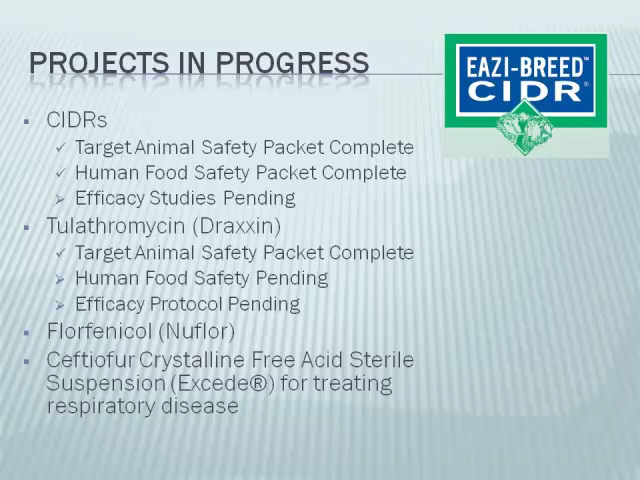 PROJECTS IN PROGRESS
EAZI-BREED™
CIDR®
▪ CIDRs
✓ Target Animal Safety Packet Complete
✓ Human Food Safety Packet Complete
➢ Efficacy Studies Pending
▪ Tulathromycin (Draxxin)
✓ Target Animal Safety Packet Complete
➢ Human Food Safety Pending
➢ Efficacy Protocol Pending
▪ Florfenicol (Nuflor)
▪ Ceftiofur Crystalline Free Acid Sterile
Suspension (Excede®) for treating
respiratory disease